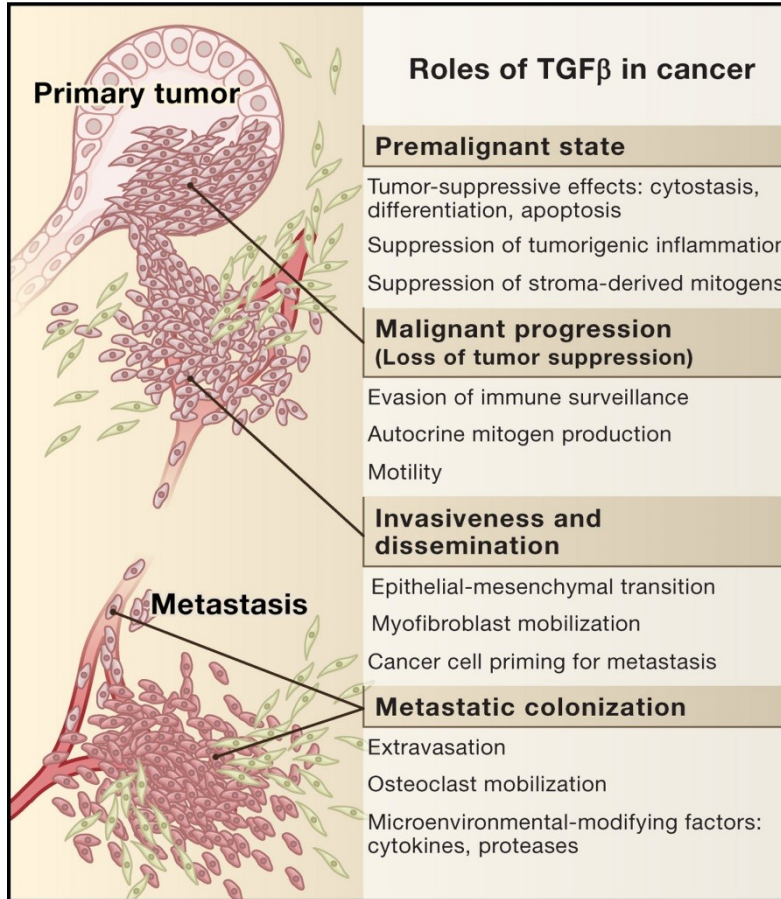 Primary tumor
Roles of TGFβ in cancer
Premalignant state
Tumor-suppressive effects: cytostasis,
differentiation, apoptosis
Suppression of tumorigenic inflammation
Suppression of stroma-derived mitogens
Malignant progression
(Loss of tumor suppression)
Evasion of immune surveillance
Autocrine mitogen production
Motility
Invasiveness and
dissemination
Epithelial-mesenchymal transition
Metastasis
Myofibroblast mobilization
Cancer cell priming for metastasis
Metastatic colonization
Extravasation
Osteoclast mobilization
Microenvironmental-modifying factors:
cytokines, proteases